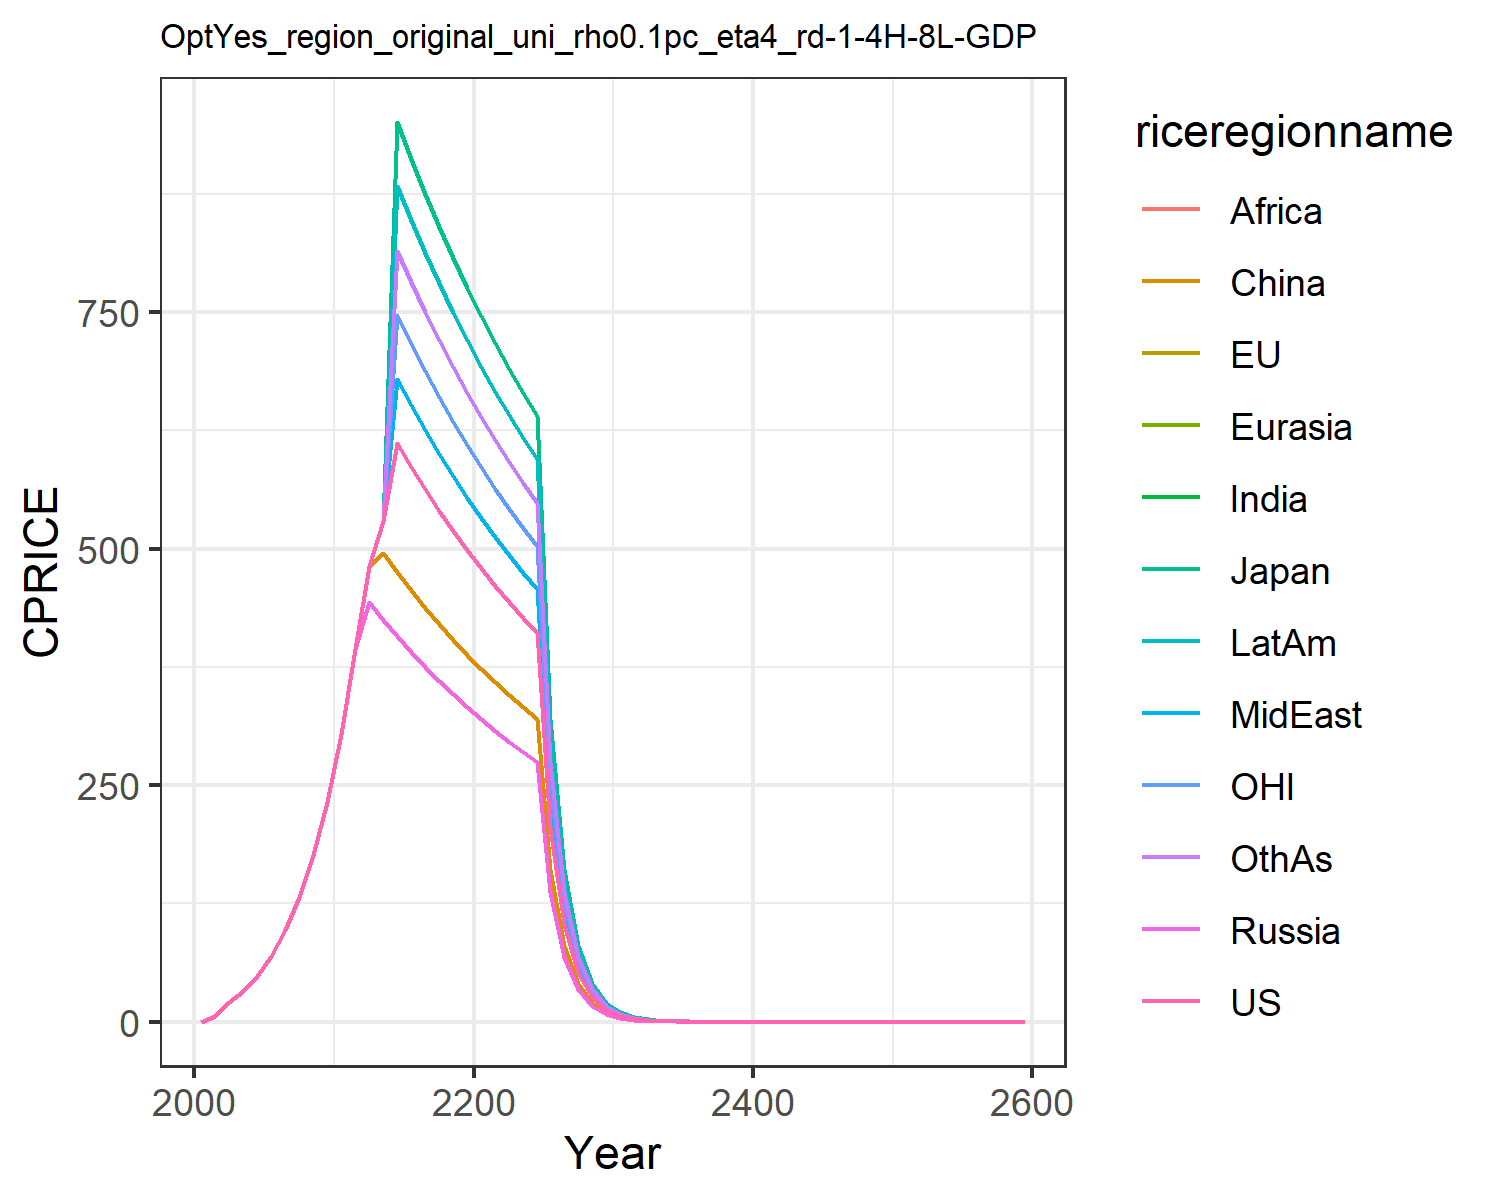 OptYes_region_original_uni_rho0.1pc_eta4_rd-1-4H-8L-GDP
CPRICE
750
500
250
0
2000
2200
2400
2600
Year
riceregionname
Africa
China
EU
Eurasia
India
Japan
LatAm
MidEast
OHI
OthAs
Russia
US